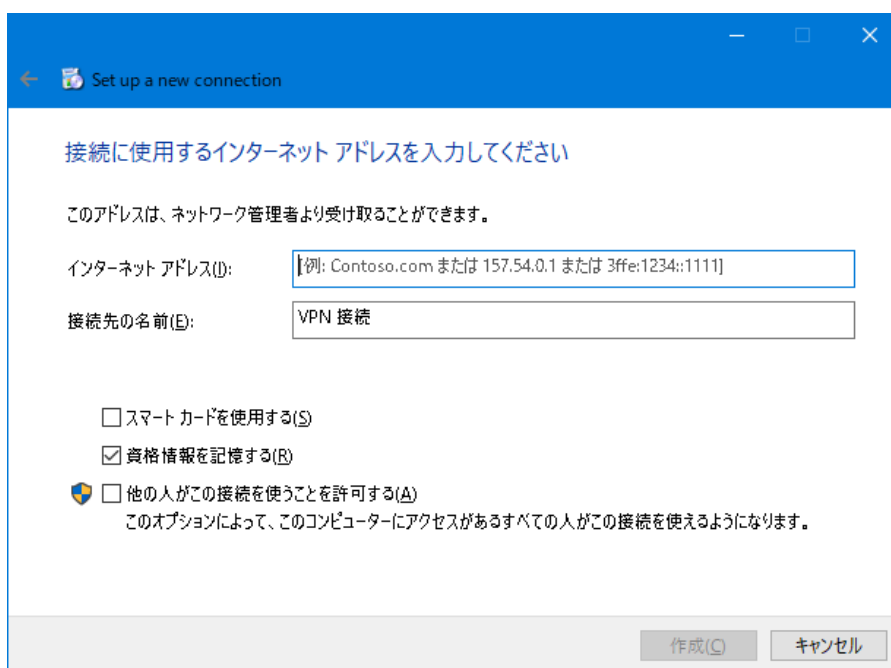 Set up a new connection
接続に使用するインターネット アドレスを入力してください
このアドレスは、ネットワーク管理者より受け取ることができます。
インターネット アドレス(I):
[例: Contoso.com または 157.54.0.1 または 3ffe:1234::1111]
接続先の名前(E):
VPN 接続
スマート カードを使用する(S)
資格情報を記憶する(R)
他の人がこの接続を使うことを許可する(A)
このオプションによって、このコンピューターにアクセスがあるすべての人がこの接続を使えるようになります。
作成(C)
キャンセル